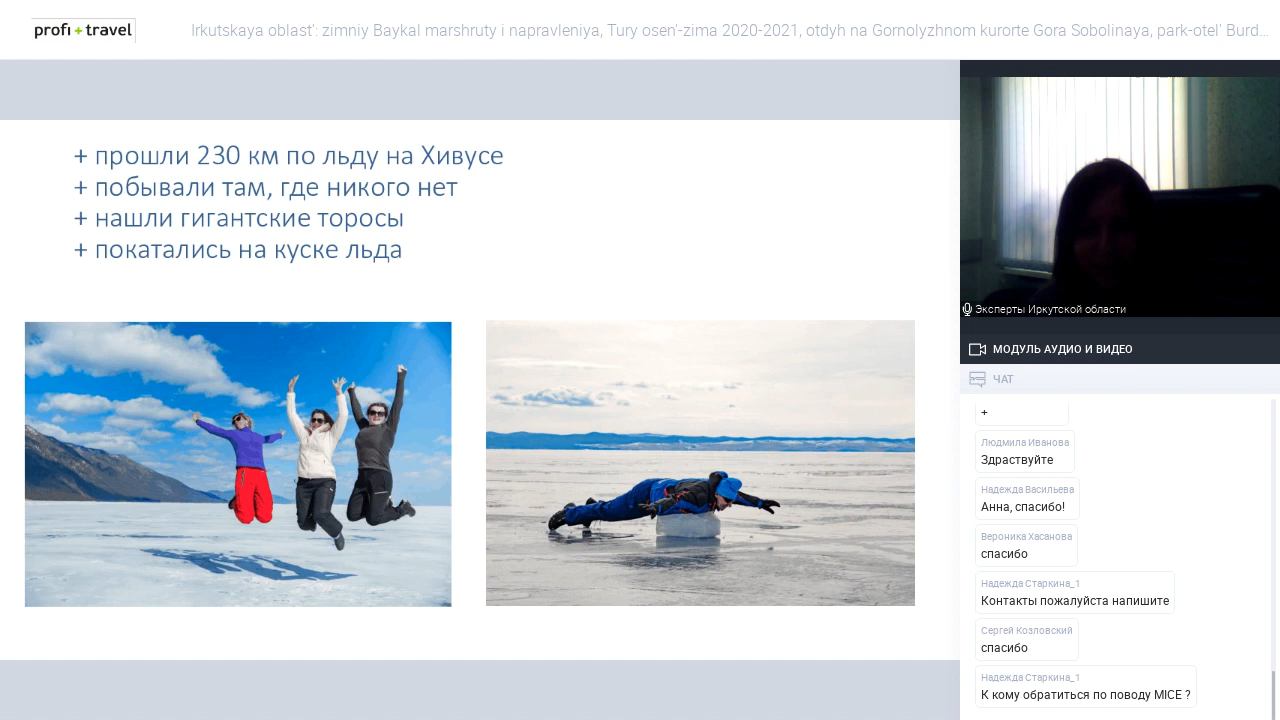 profi + travel
Irkutskaya oblast': zimniy Baykal marshruty i napravleniya, Tury osen'-zima 2020-2021, otdyh na Gornolyzhnom kurorte Gora Sobolinaya, park-otel' Burd...
+ прошли 230 км по льду на Хивусе
+ побывали там, где никого нет
+ нашли гигантские торосы
+ покатались на куске льда
Эксперты Иркутской области
МОДУЛЬ АУДИО И ВИДЕО
ЧАТ
+
Людмила Иванова
Здраствуйте
Надежда Васильева
Анна, спасибо!
Вероника Хасанова
спасибо
Надежда Старкина_1
Контакты пожалуйста напишите
Сергей Козловский
спасибо
Надежда Старкина_1
К кому обратиться по поводу MICE ?